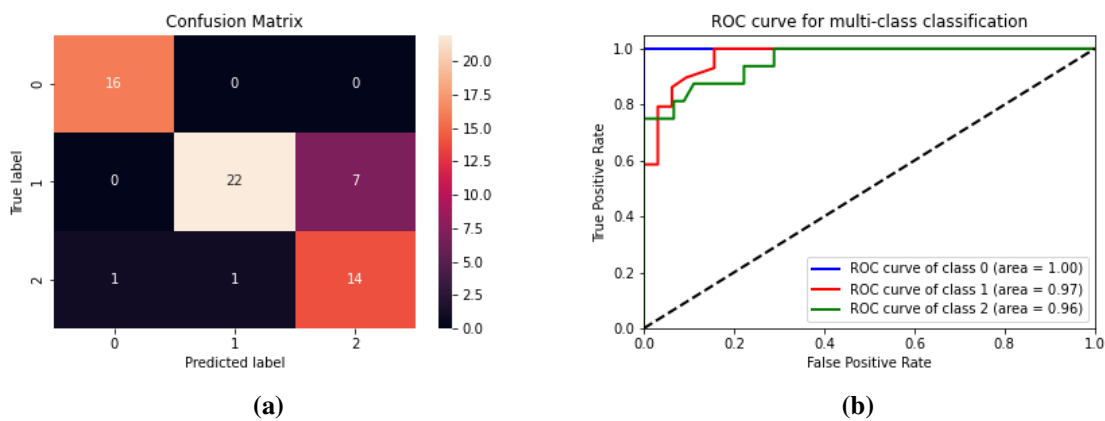 Confusion Matrix
0
1
2
True label
16 0 0
0 22 7
1 1 14
0 1 2
Predicted label
20.0
17.5
15.0
12.5
10.0
7.5
5.0
2.5
0.0
(a)
ROC curve for multi-class classification
1.0
0.8
0.6
0.4
0.2
0.0
True Positive Rate
ROC curve of class 0 (area = 1.00)
ROC curve of class 1 (area = 0.97)
ROC curve of class 2 (area = 0.96)
0.0 0.2 0.4 0.6 0.8 1.0
False Positive Rate
(b)